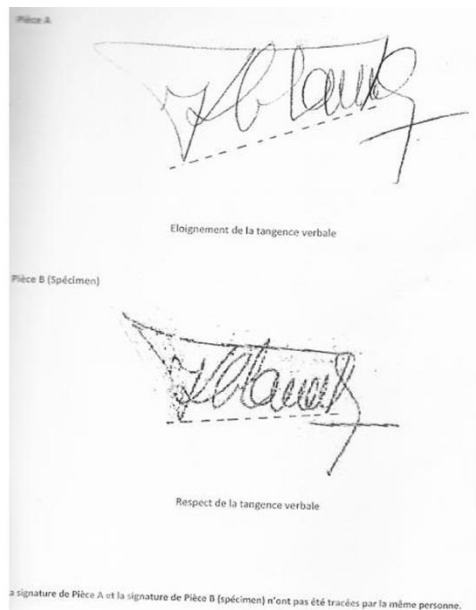 Pièce A
Eloignement de la tangence verbale
Pièce B (Spécimen)
Respect de la tangence verbale
a signature de Pièce A et la signature de Pièce B (spécimen) n'ont pas été tracées par la même personne.